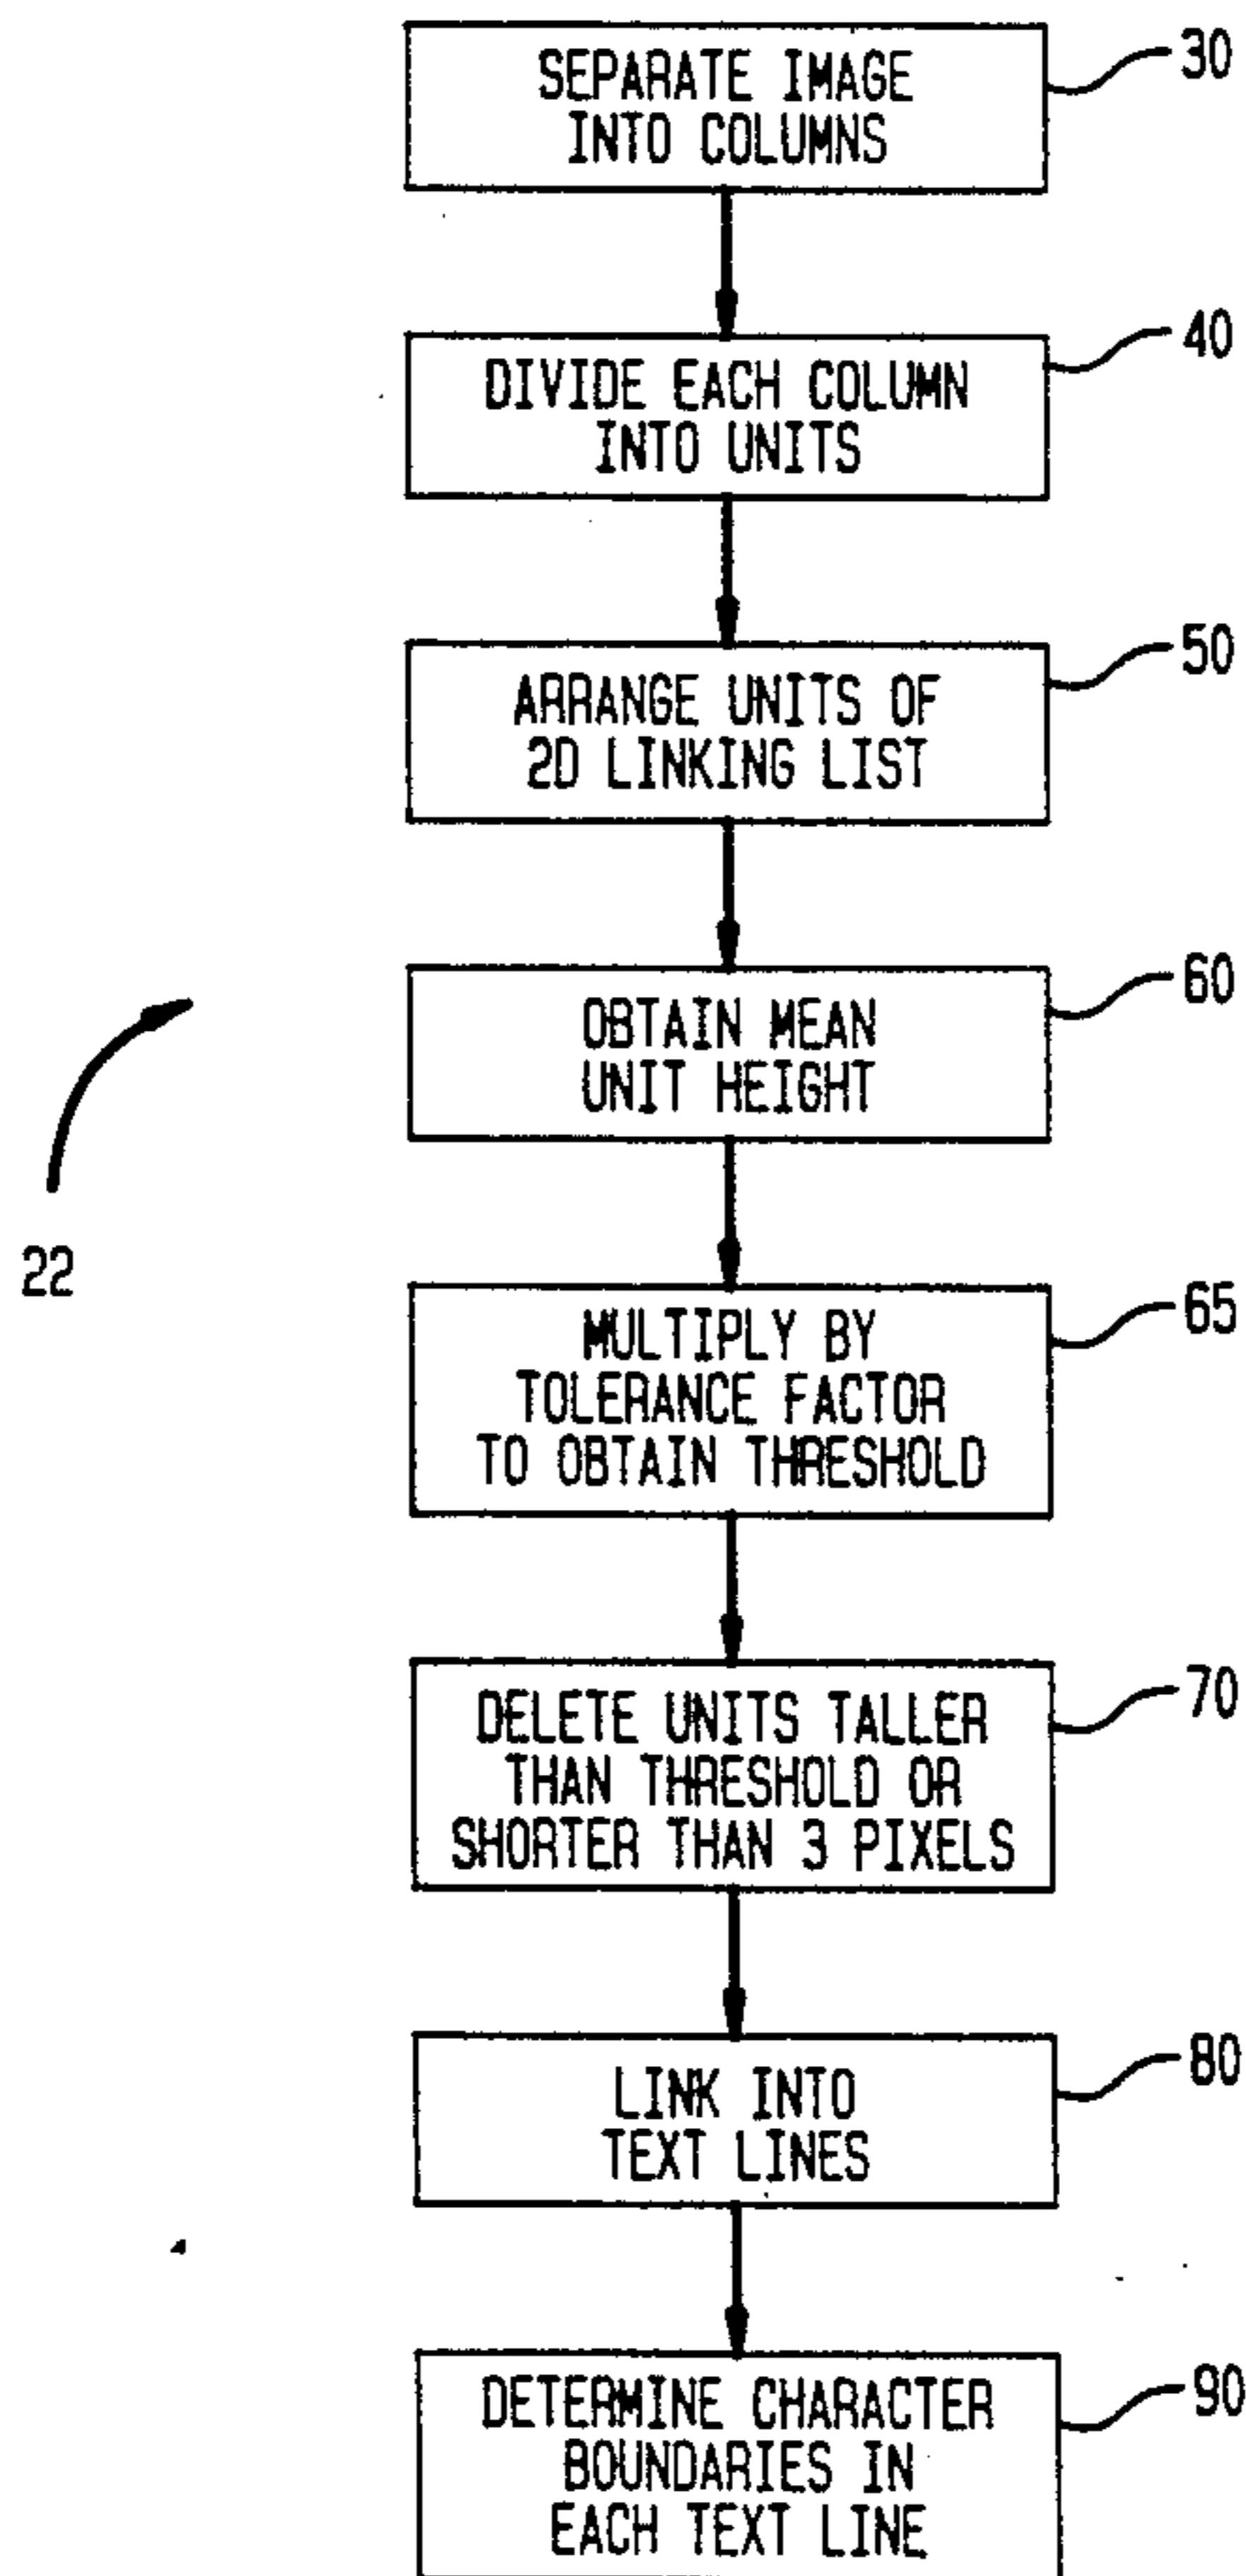 SEPARATE IMAGE
INTO COLUMNS
30
DIVIDE EACH COLUMN
INTO UNITS
40
ARRANGE UNITS OF
2D LINKING LIST
50
OBTAIN MEAN
UNIT HEIGHT
60
22
MULTIPLY BY
TOLERANCE FACTOR
TO OBTAIN THRESHOLD
65
DELETE UNITS TALLER
THAN THRESHOLD OR
SHORTER THAN 3 PIXELS
70
LINK INTO
TEXT LINES
80
DETERMINE CHARACTER
BOUNDARIES IN
EACH TEXT LINE
90